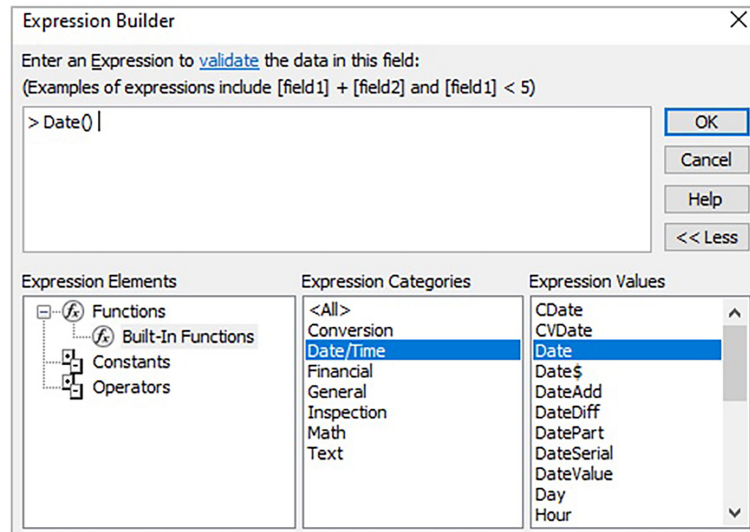 Expression Builder
Enter an Expression to validate the data in this field:
(Examples of expressions include [field1] + [field2] and [field1] < 5)
> Date()
OK
Cancel
Help
<< Less
Expression Elements
Functions
Built-In Functions
Constants
Operators
Expression Categories
<All>
Conversion
Date/Time
Financial
General
Inspection
Math
Text
Expression Values
CDate
CVDate
Date
Date$
DateAdd
DateDiff
DatePart
DateSerial
DateValue
Day
Hour